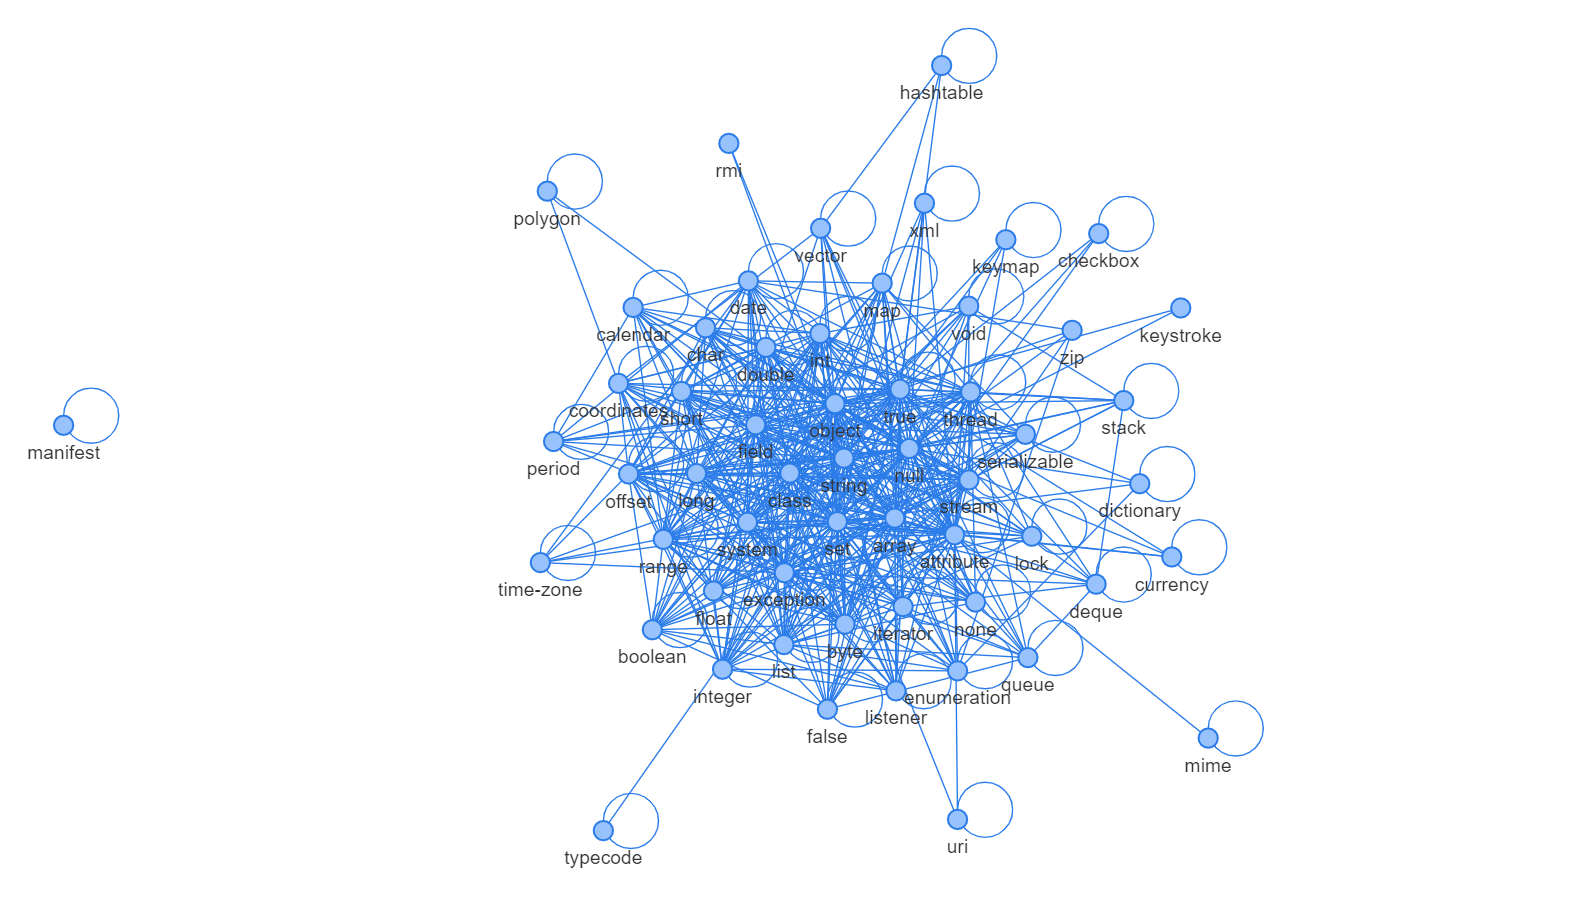 hashtable
rmi
polygon
xml
vector
keymap
checkbox
date
map
calendar
void
keystroke
char
int
zip
double
coordinates
short
true
thread
stack
object
field
serializable
period
null
string
offset
long
class
stream
dictionary
system
set
array
attribute
lock
range
currency
time-zone
exception
deque
float
iterator
none
boolean
byte
list
queue
integer
enumeration
listener
false
mime
uri
typecode
manifest